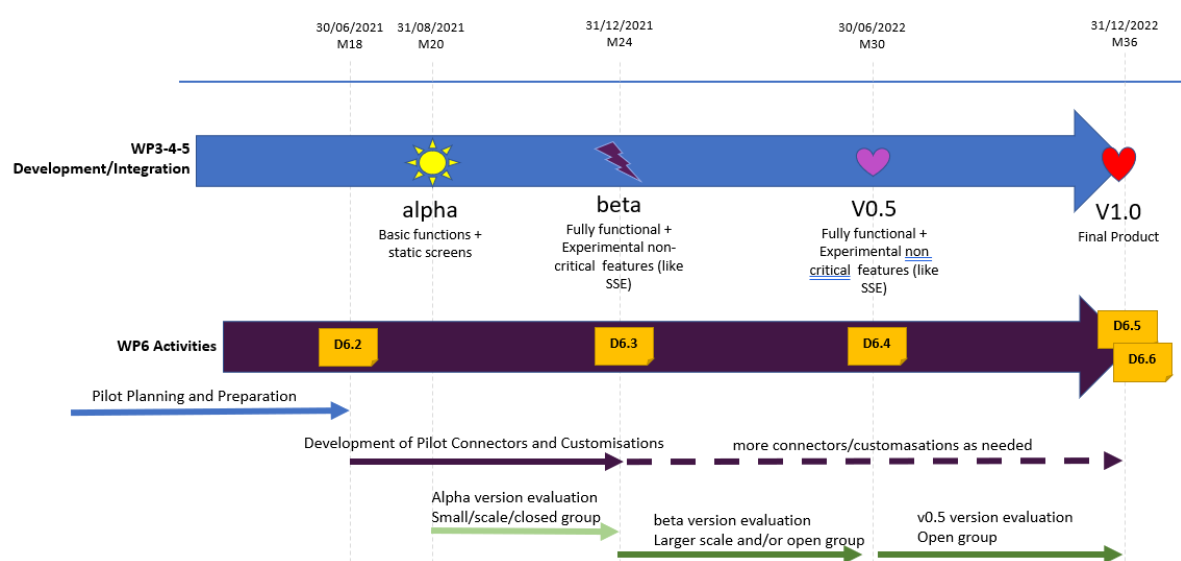 30/06/2021
M18
31/08/2021
M20
31/12/2021
M24
30/06/2022
M30
31/12/2022
M36
WP3-4-5
Development/Integration
alpha
Basic functions +
static screens
beta
Fully functional +
Experimental non-
critical features (like
SSE)
V0.5
Fully functional +
Experimental non
critical features (like
SSE)
V1.0
Final Product
WP6 Activities
D6.2
D6.3
D6.4
D6.5
D6.6
Pilot Planning and Preparation
Development of Pilot Connectors and Customisations
more connectors/customasations as needed
Alpha version evaluation
Small/scale/closed group
beta version evaluation
Larger scale and/or open group
v0.5 version evaluation
Open group